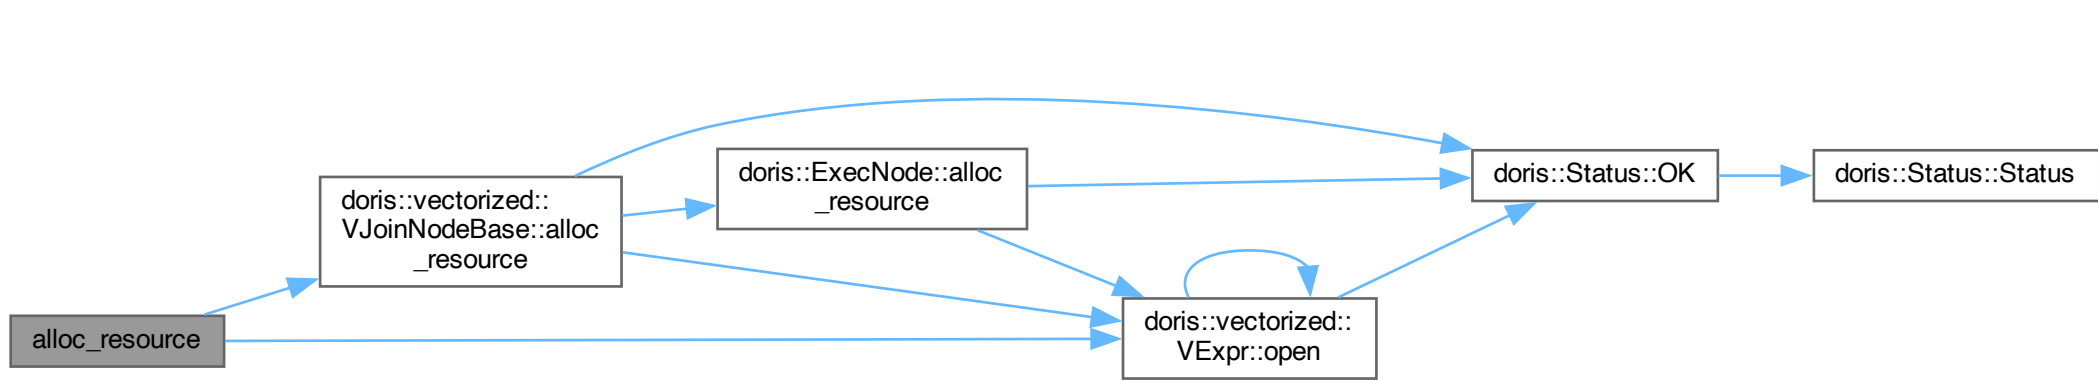 alloc_resource
doris::vectorized::
VJoinNodeBase::alloc
_resource
doris::ExecNode::alloc
_resource
doris::vectorized::
VExpr::open
doris::Status::OK
doris::Status::Status